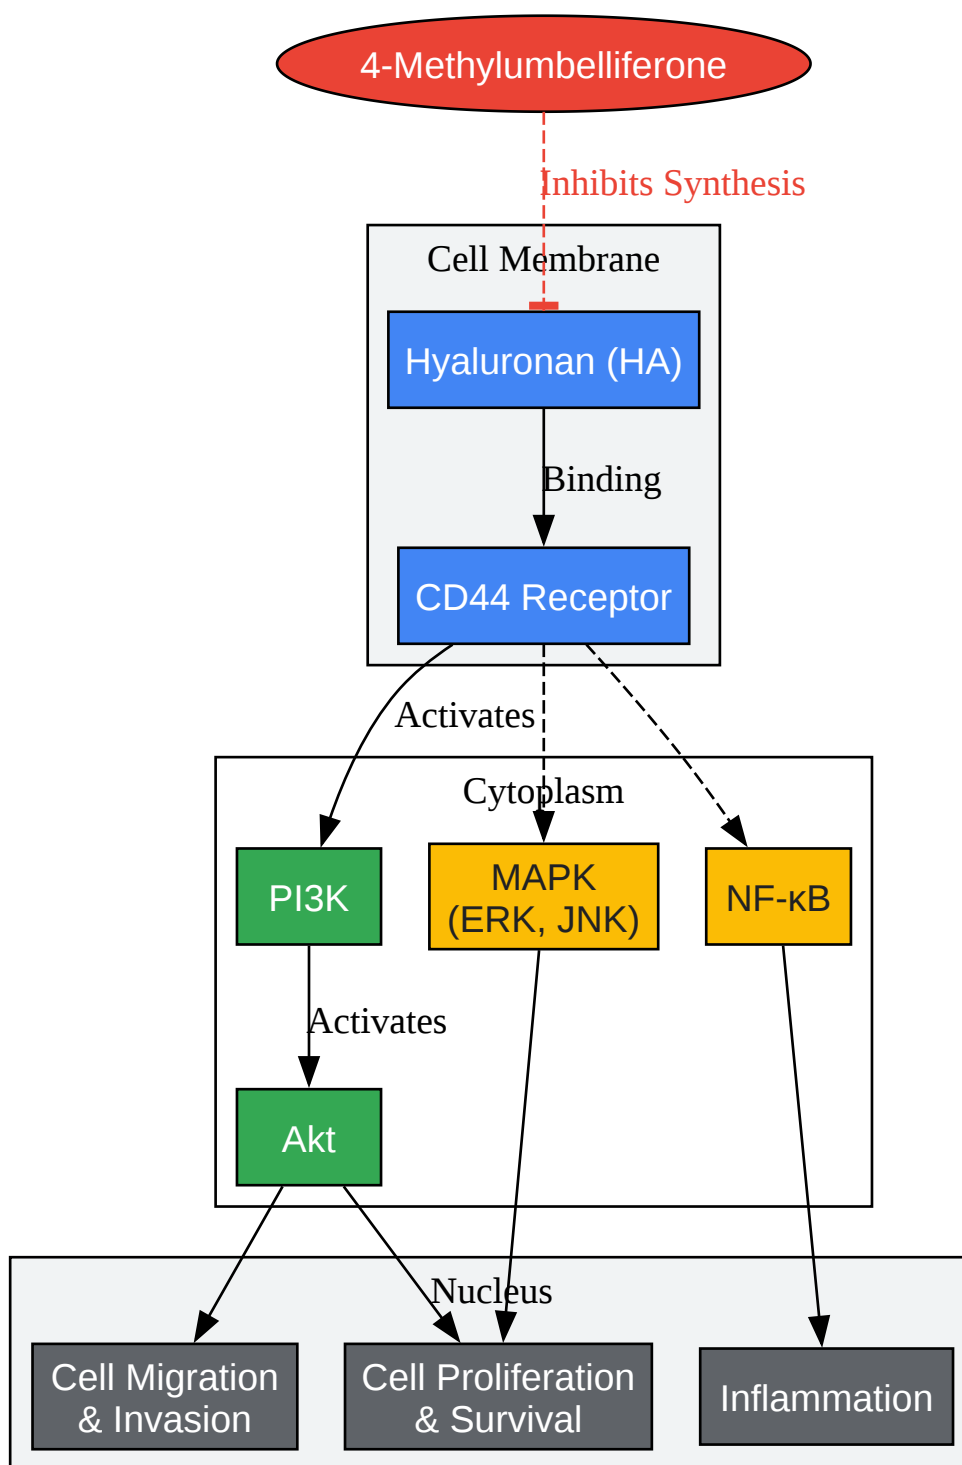 4-Methylumbelliferone
Inhibits Synthesis
Cell Membrane
Hyaluronan (HA)
Binding
CD44 Receptor
Activates
Cytoplasm
PI3K
MAPK
(ERK, JNK)
NF-κB
Activates
Akt
Nucleus
Cell Migration
& Invasion
Cell Proliferation
& Survival
Inflammation